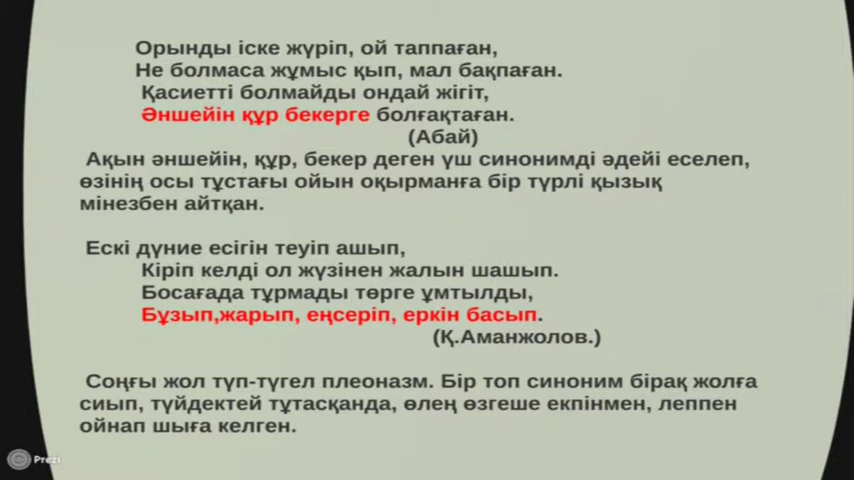 Орынды іске жүріп, ой таппаған,
Не болмаса жұмыс қып, мал бақпаған.
Қасиетті болмайды ондай жігіт,
Әншейін құр бекерге болғақтаған.
(Абай)
Ақын әншейін, құр, бекер деген үш синонимді әдейі еселеп,
өзінің осы тұстағы ойын оқырманға бір түрлі қызық
мінезбен айтқан.
Ескі дүние есігін теуіп ашып,
Кіріп келді ол жүзінен жалын шашып.
Босағада тұрмады төрге ұмтылды,
Бұзып,жарып, еңсеріп, еркін басып.
(Қ.Аманжолов.)
Соңғы жол түп-түгел плеоназм. Бір топ синоним бірақ жолға
сиып, түйдектей тұтасқанда, өлең өзгеше екпінмен, леппен
ойнап шыға келген.
Prezi